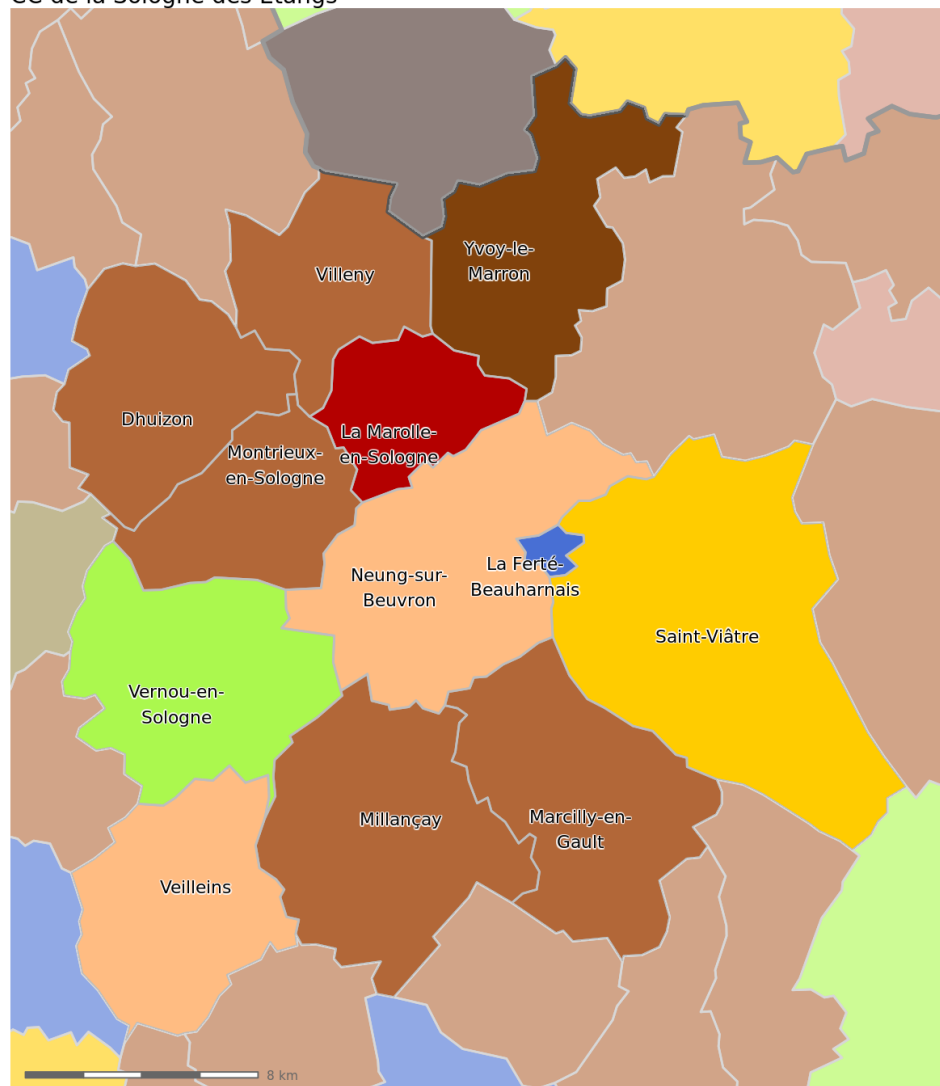 CC de la Sologne des Étangs
Yvoy-le-
Marron
Villeny
Dhuizon
La Marolle-
en-Sologne
Montrieux-
en-Sologne
La Ferté-
Beauharnais
Neung-sur-
Beuvron
Saint-Viâtre
Vernou-en-
Sologne
Millançay
Marcilly-en-
Gault
Veilleins
8 km